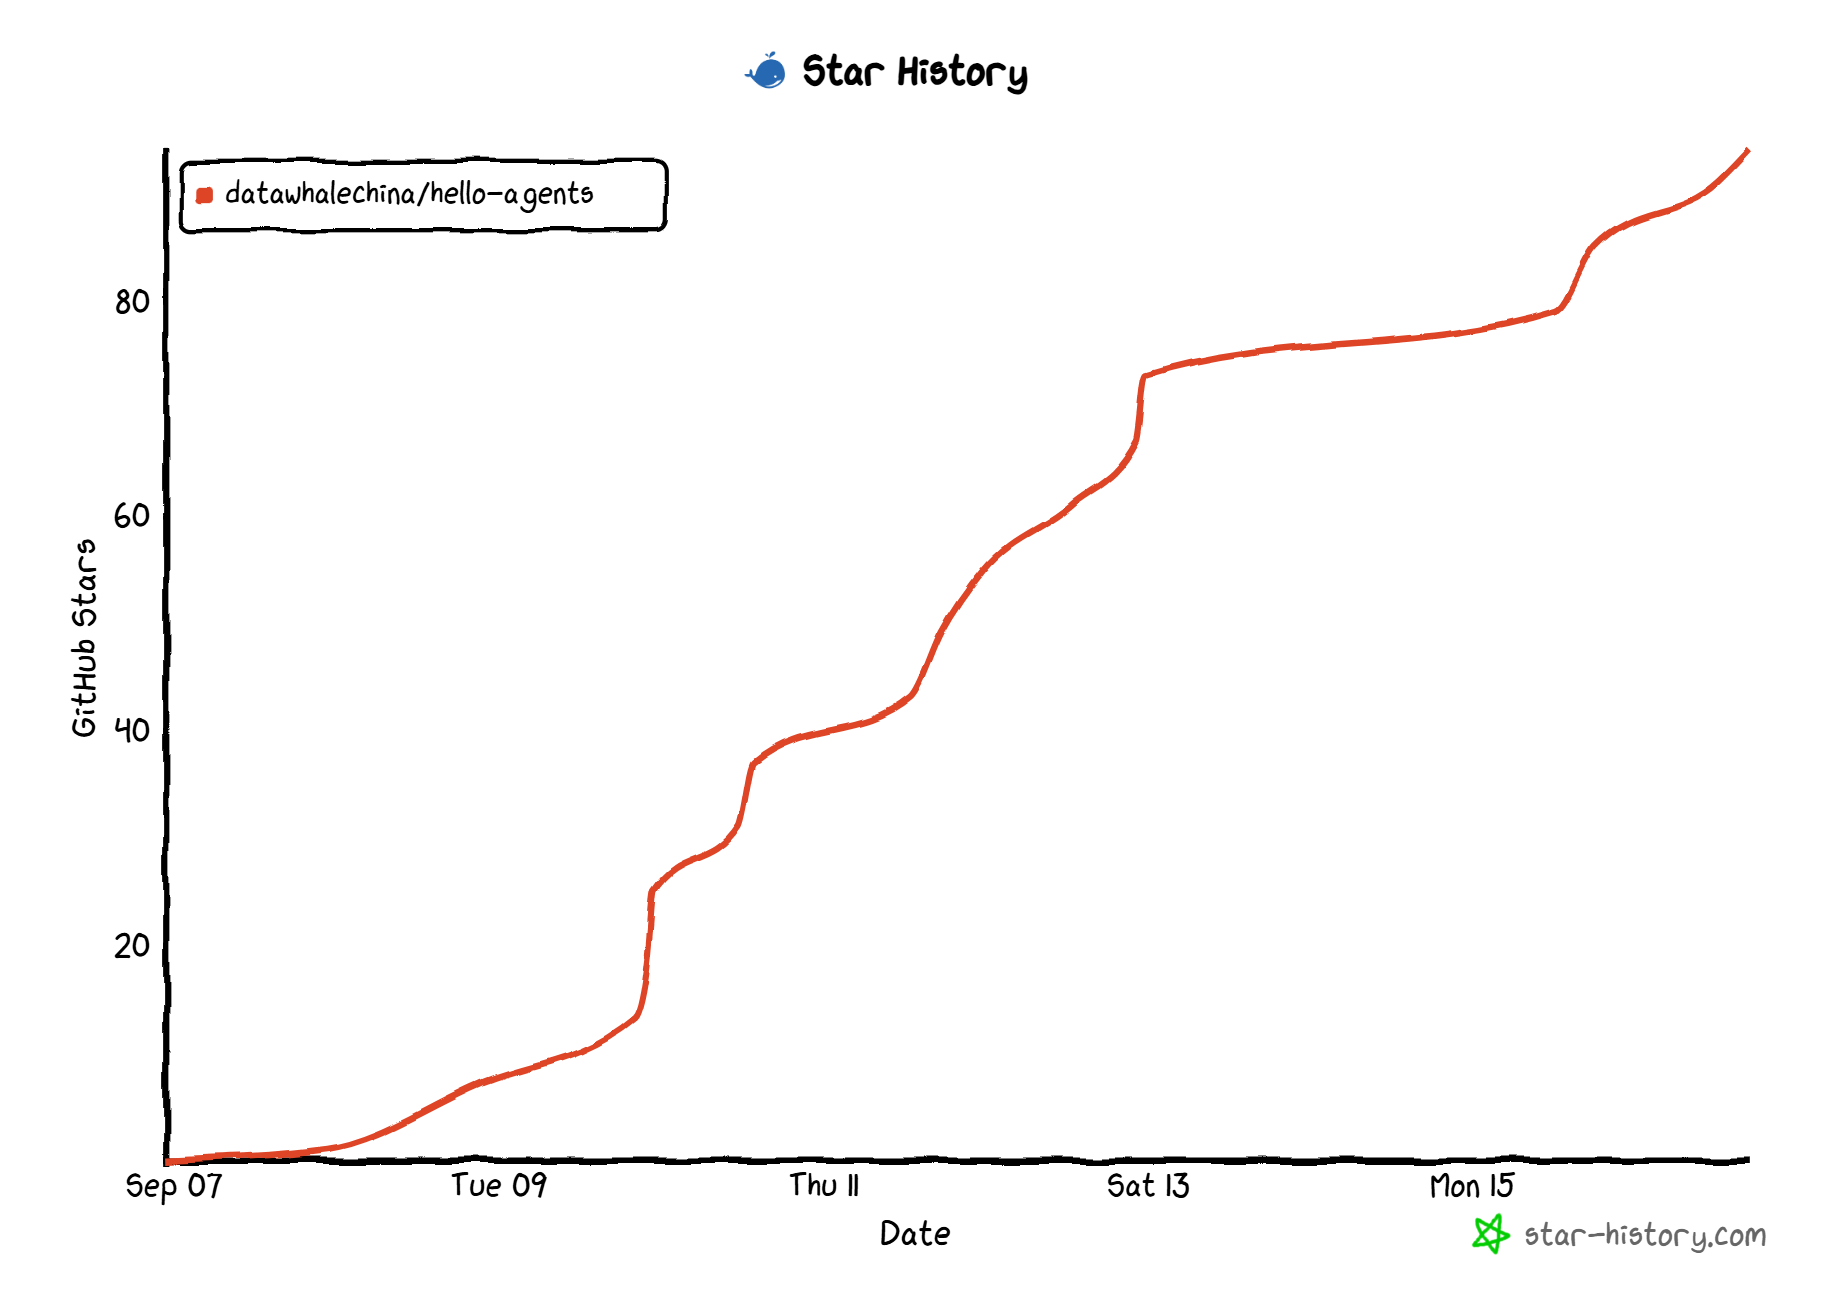 Star History
datawhalechina/hello-agents
80
60
40
20
GitHub Stars
Sep 07
Tue 09
Thu 11
Sat 13
Mon 15
Date
star-history.com